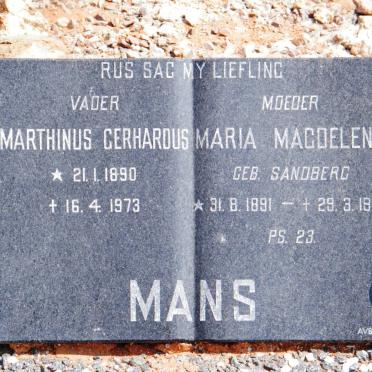 RUS SAG MY LIEFLING
VADER MOEDER
MARTHINUS GERHARDUS MARIA MAGDELEN
★ 21.1.1890 GEB. SANDBERG
✝ 16.4.1973 ★ 31.8.1891 — ✝ 29.3.19
PS. 23.
MANS
AVB